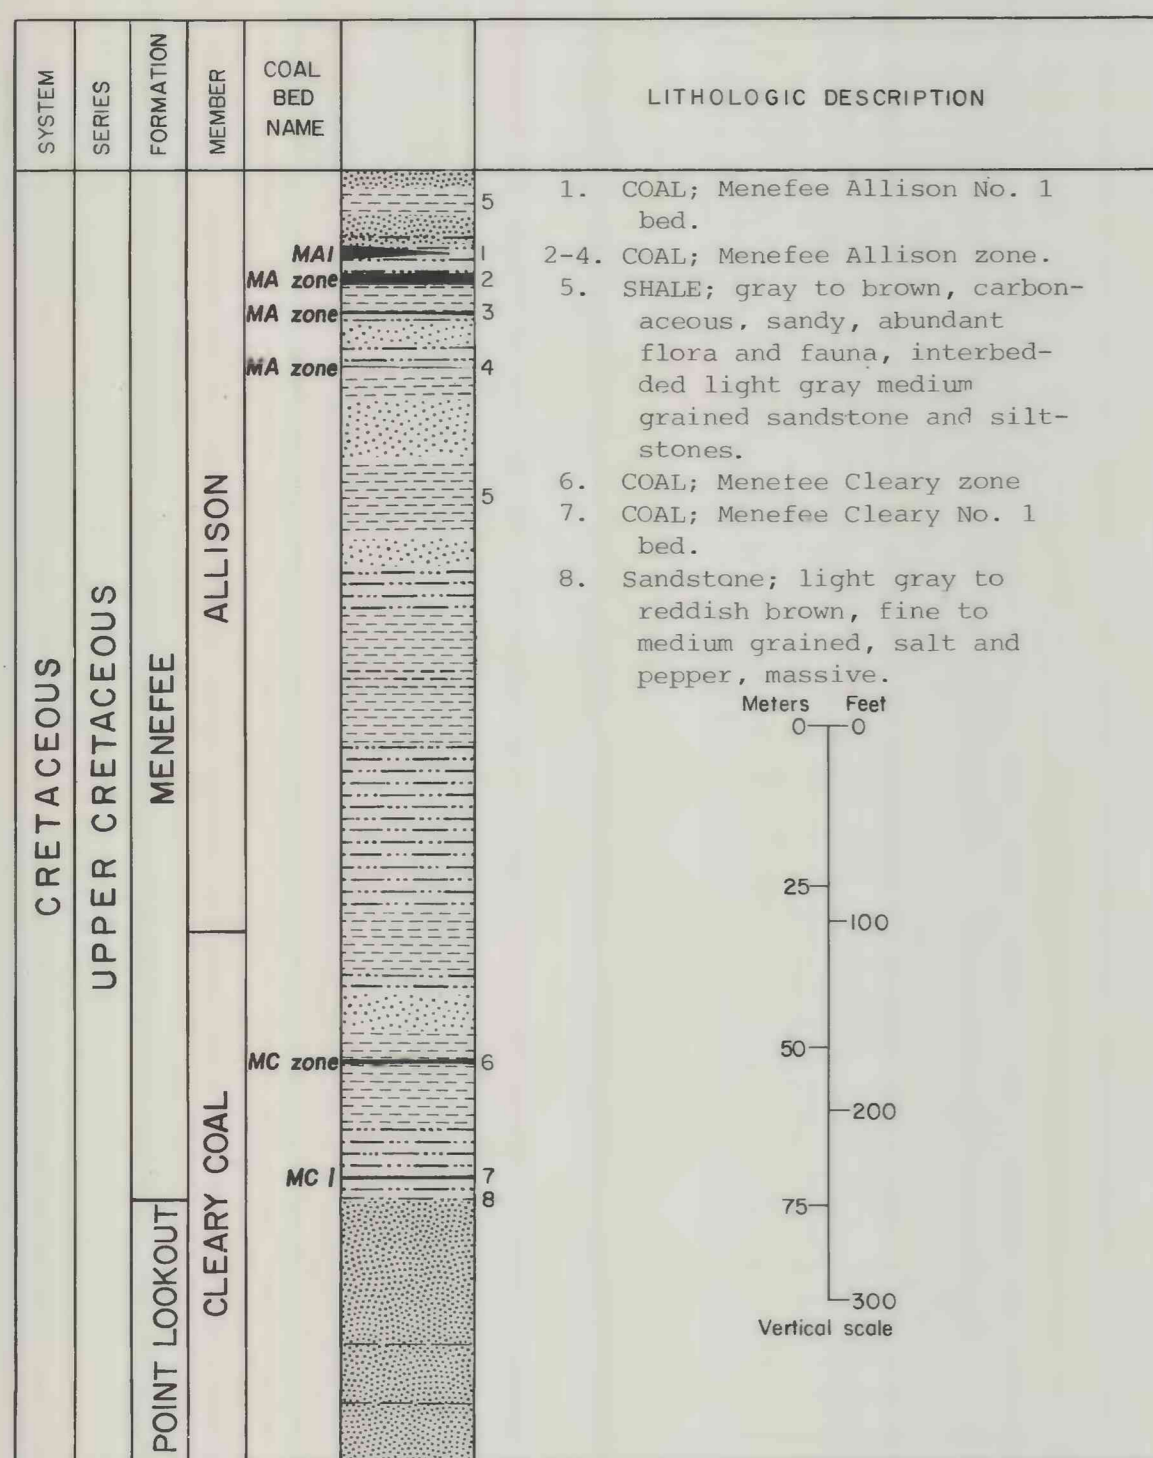 SYSTEM
SERIES
FORMATION
MEMBER
COAL
BED
NAME
LITHOLOGIC DESCRIPTION
CRETACEOUS
UPPER CRETACEOUS
MENEFEE
POINT LOOKOUT
ALLISON
CLEARY COAL
MA1
MA zone
MA zone
MA zone
MC zone
MC 1
5
1
2
3
4
5
6
7
8
1. COAL; Menefee Allison No. 1
bed.
2-4. COAL; Menefee Allison zone.
5. SHALE; gray to brown, carbon-
aceous, sandy, abundant
flora and fauna, interbed-
ded light gray medium
grained sandstone and silt-
stones.
6. COAL; Menetee Cleary zone
7. COAL; Menefee Cleary No. 1
bed.
8. Sandstone; light gray to
reddish brown, fine to
medium grained, salt and
pepper, massive.
Meters Feet
0 0
25
100
50
200
75
300
Vertical scale